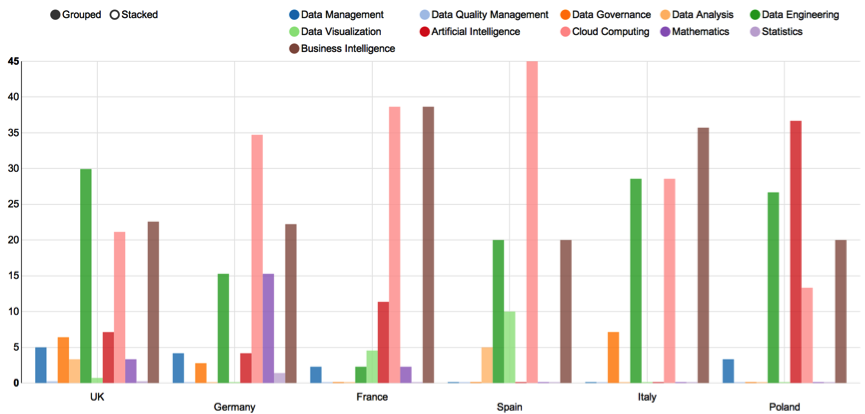 Grouped Stacked Data Management Data Quality Management Data Governance Data Analysis Data Engineering
Data Visualization Artificial Intelligence Cloud Computing Mathematics Statistics
Business Intelligence
45
40
35
30
25
20
15
10
5
0
UK Germany France Spain Italy Poland